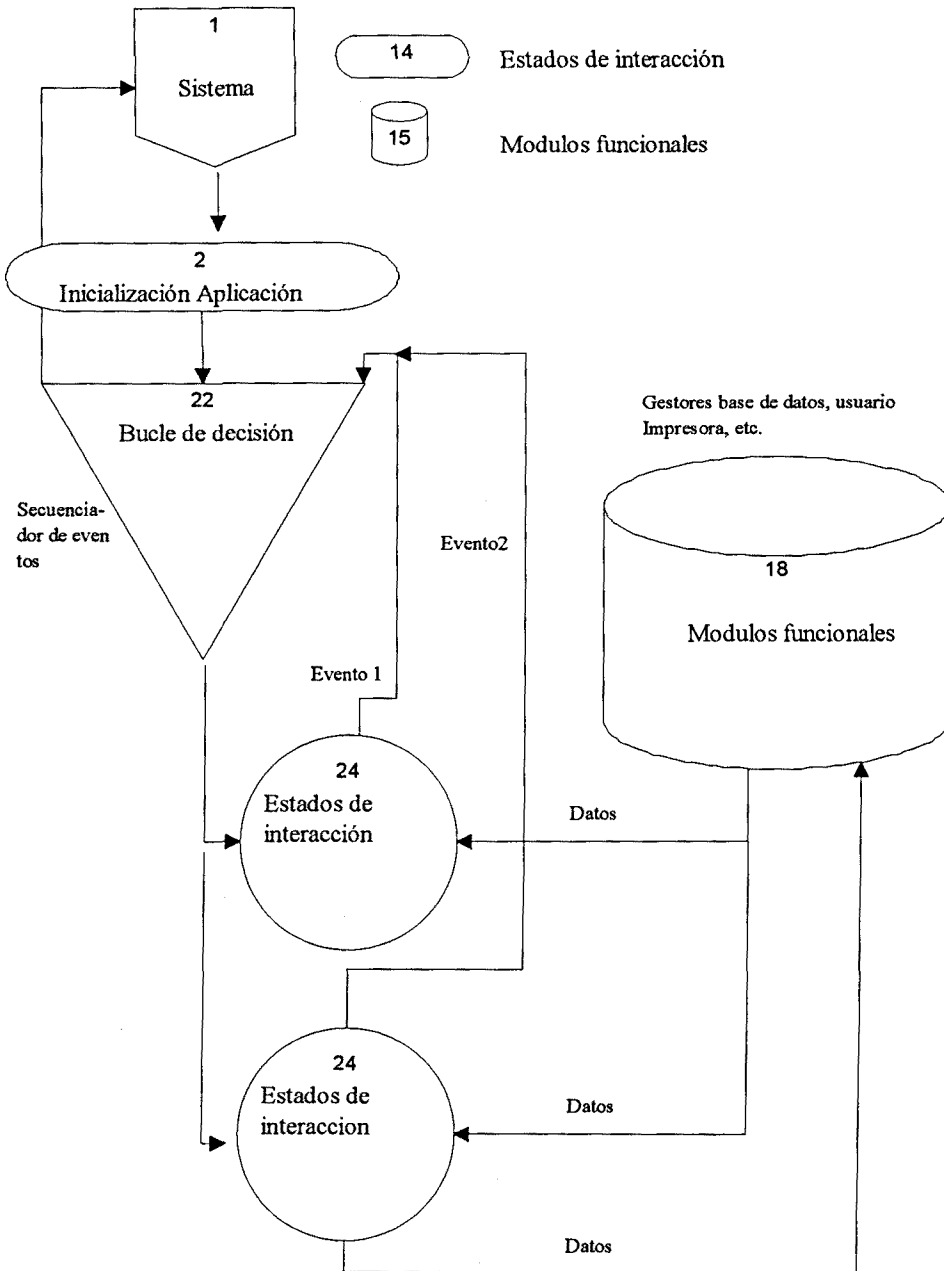 1
Sistema
14
Estados de interacción
15
Modulos funcionales
2
Inicialización Aplicación
22
Bucle de decisión
Secuencia-
dor de even
tos
Evento 1
Evento2
Gestores base de datos, usuario
Impresora, etc.
18
Modulos funcionales
24
Estados de
interacción
Datos
24
Estados de
interaccion
Datos
Datos